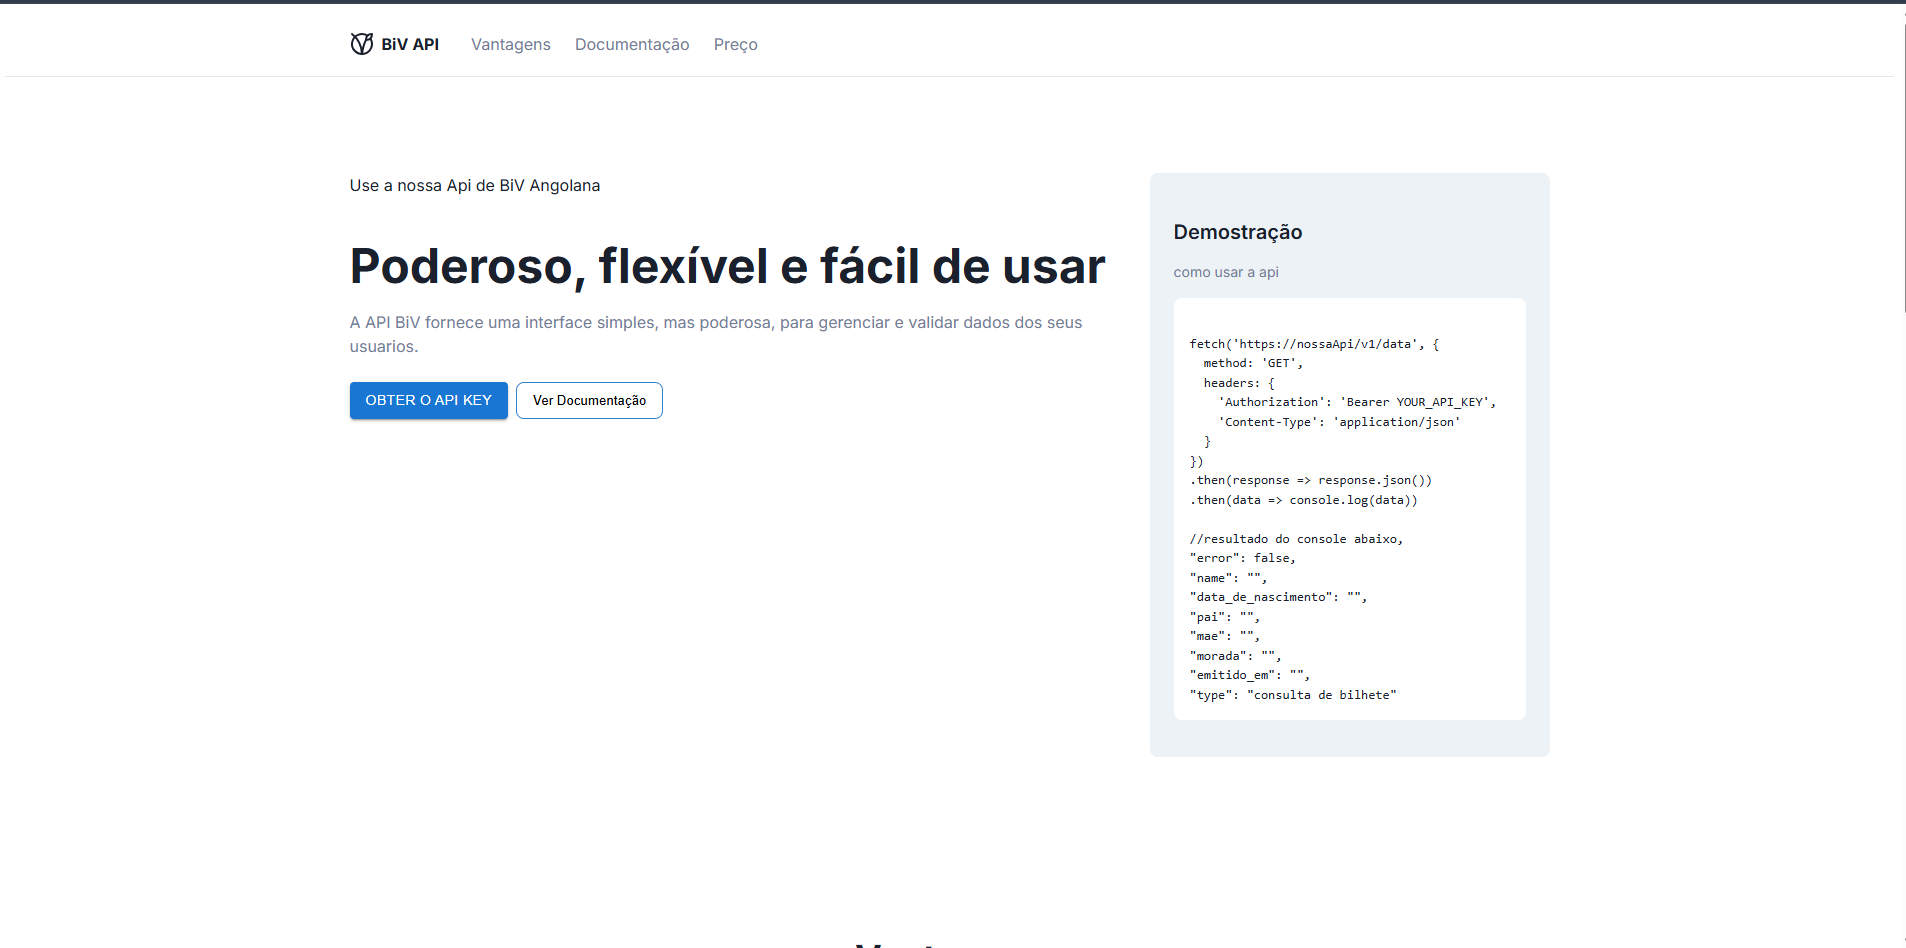 BiV API
Vantagens
Documentação
Preço
Use a nossa Api de BiV Angolana
Poderoso, flexível e fácil de usar
A API BiV fornece uma interface simples, mas poderosa, para gerenciar e validar dados dos seus
usuarios.
OBTER O API KEY
Ver Documentação
Demostração
como usar a api
fetch('https://nossaApi/v1/data', {
  method: 'GET',
  headers: {
    'Authorization': 'Bearer YOUR_API_KEY',
    'Content-Type': 'application/json'
  }
})
.then(response => response.json())
.then(data => console.log(data))
//resultado do console abaixo,
"error": false,
"name": "",
"data_de_nascimento": "",
"pai": "",
"mae": "",
"morada": "",
"emitido_em": "",
"type": "consulta de bilhete"